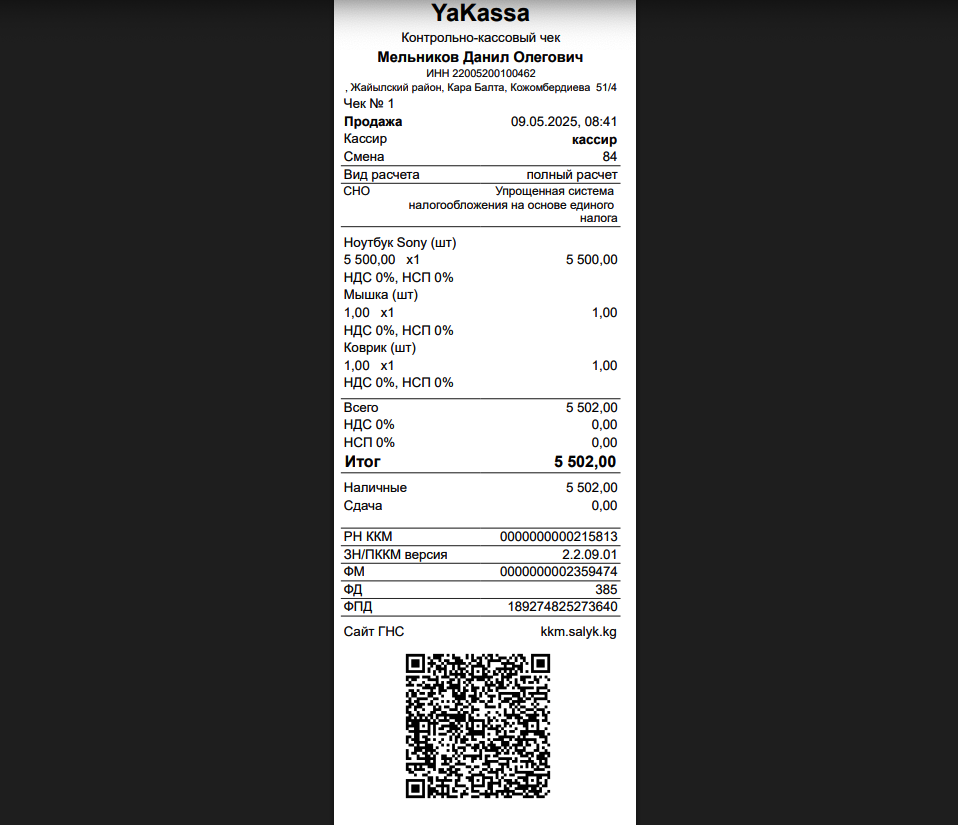 YaKassa
Контрольно-кассовый чек
Мельников Данил Олегович
ИНН 22005200100462
, Жайылский район, Кара Балта, Кожомбердиева 51/4
Чек № 1
Продажа 09.05.2025, 08:41
Кассир кассир
Смена 84
Вид расчета полный расчет
СНО Упрощенная система
налогообложения на основе единого
налога
Ноутбук Sony (шт)
5 500,00 x1 5 500,00
НДС 0%, НСП 0%
Мышка (шт)
1,00 x1 1,00
НДС 0%, НСП 0%
Коврик (шт)
1,00 x1 1,00
НДС 0%, НСП 0%
Всего 5 502,00
НДС 0% 0,00
НСП 0% 0,00
Итог 5 502,00
Наличные 5 502,00
Сдача 0,00
РН ККМ 0000000000215813
ЗН/ПККМ версия 2.2.09.01
ФМ 0000000002359474
ФД 385
ФПД 189274825273640
Сайт ГНС kkm.salyk.kg